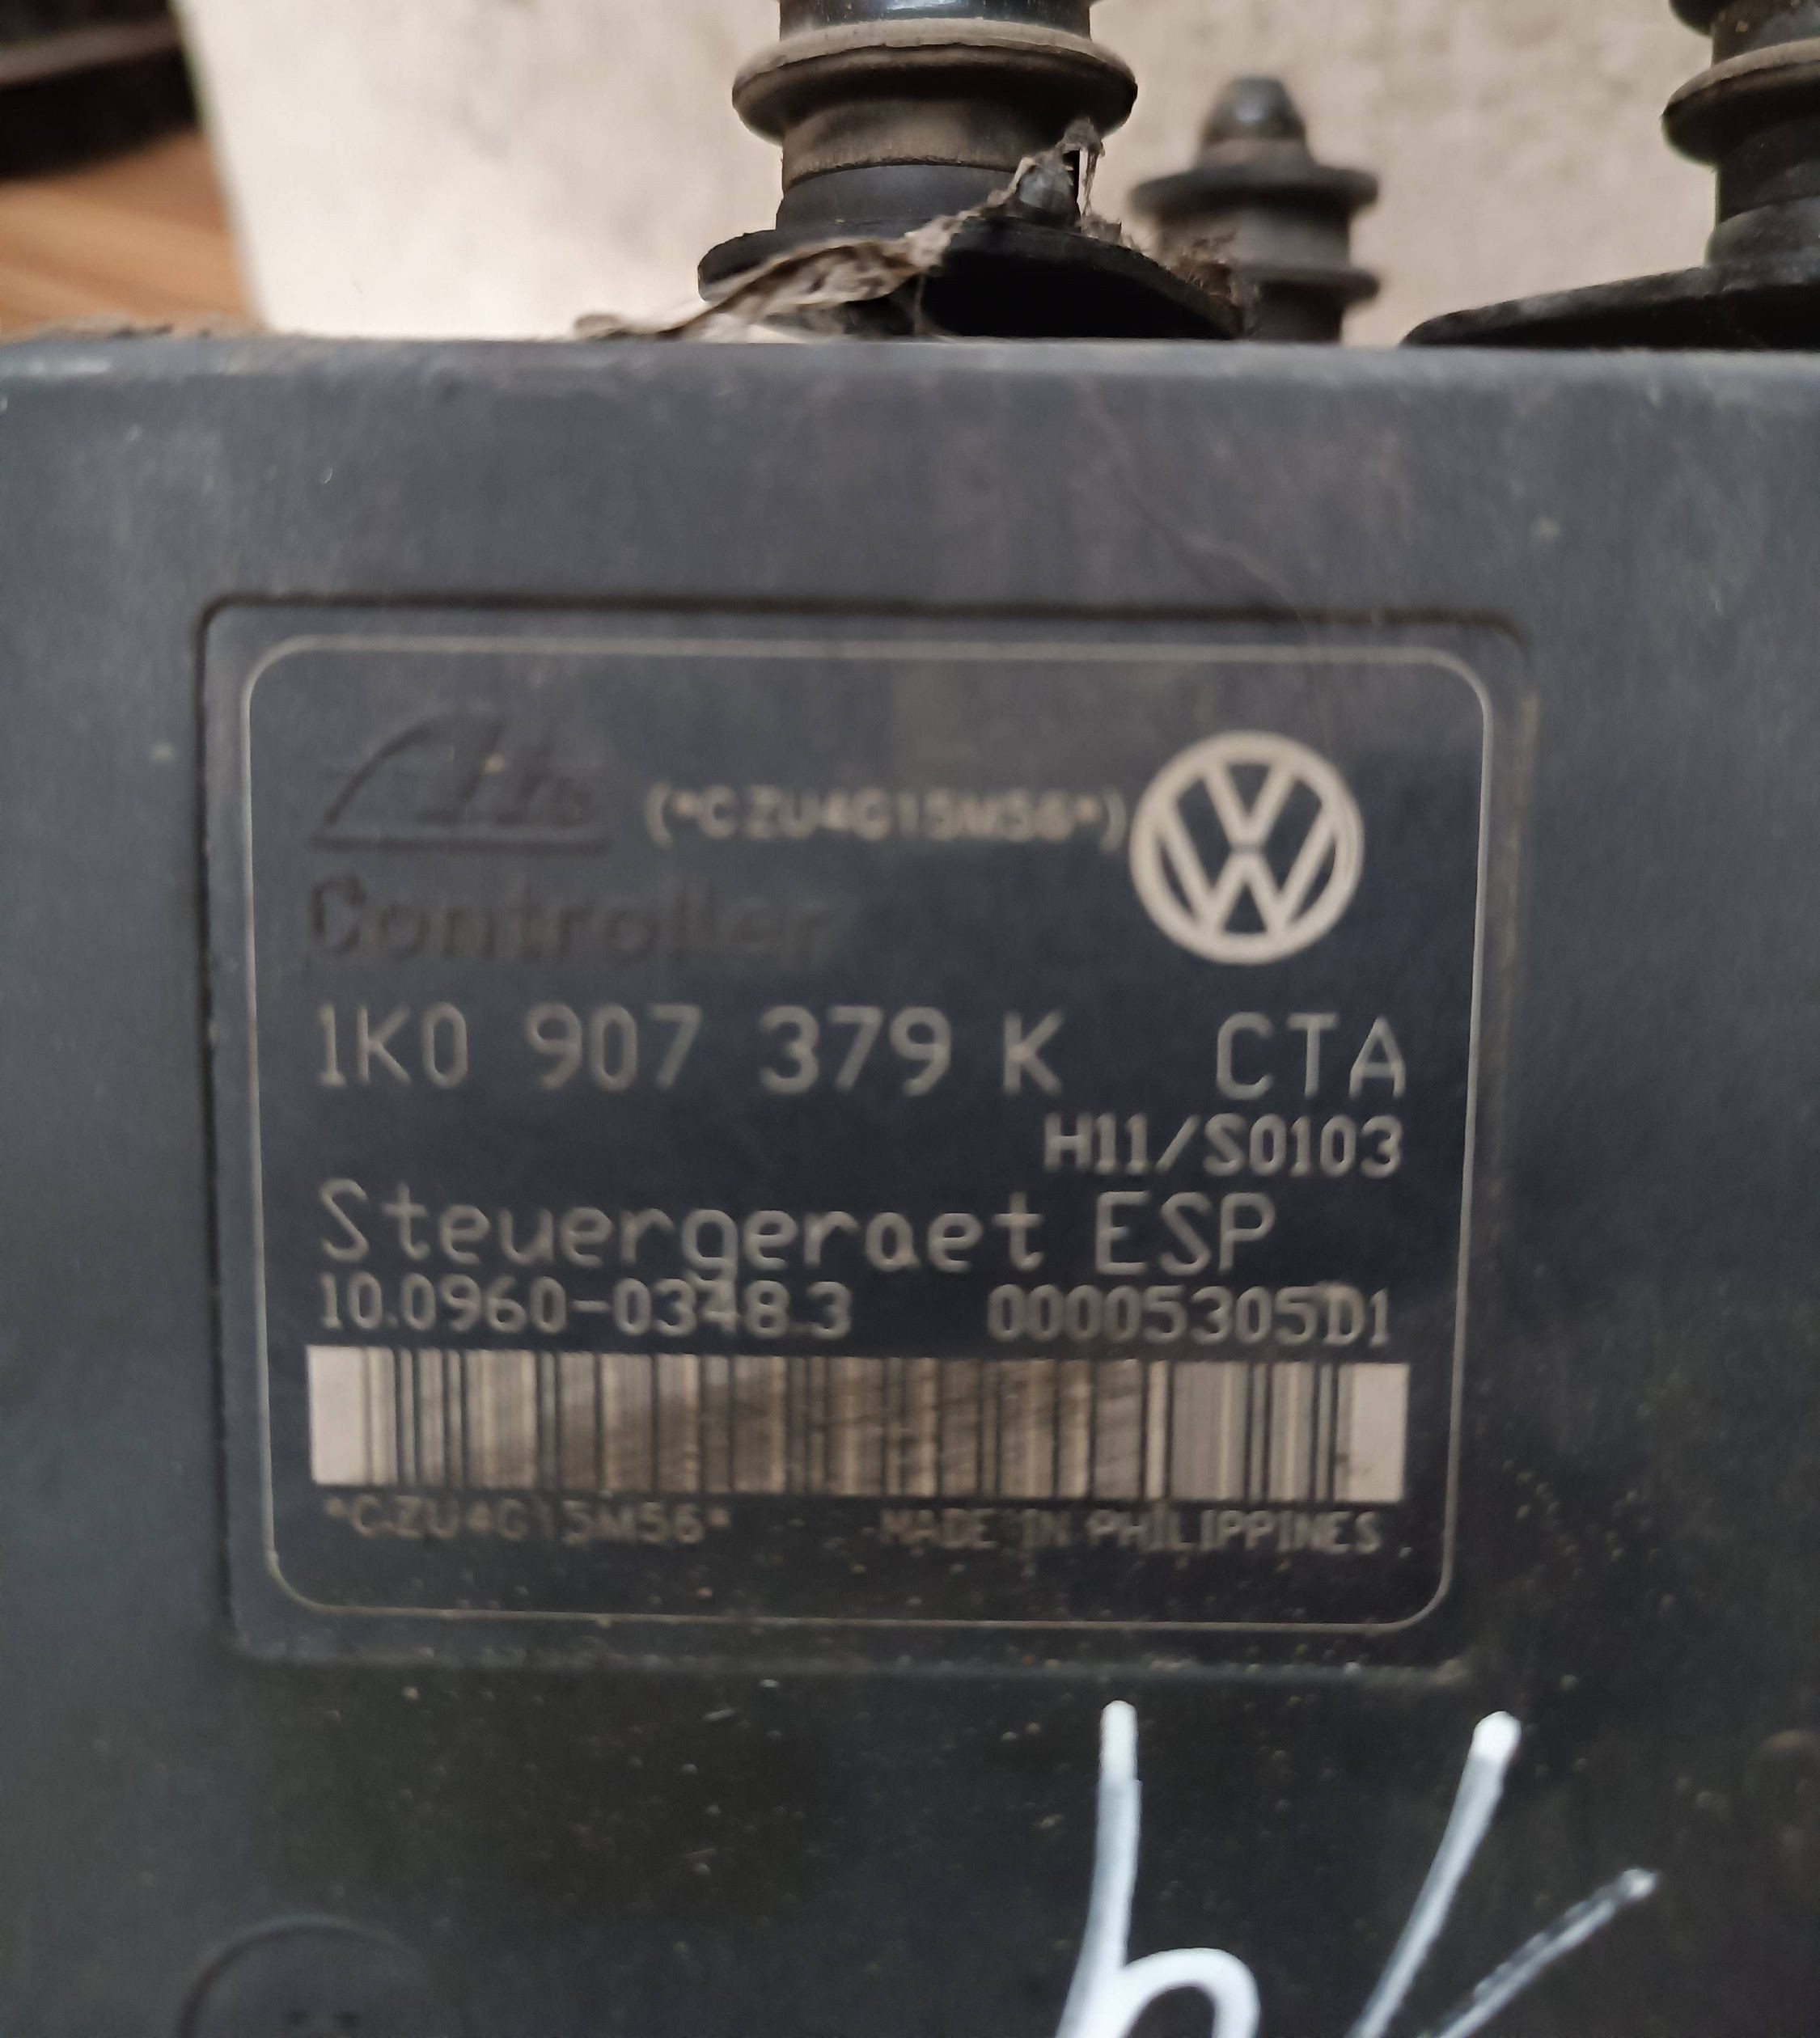 Ate (*CZU4G15M56*)
Controller
1K0 907 379 K CTA
H11/S0103
Steuergeraet ESP
10.0960-0348.3 00005305D1
*CZU4G15M56* MADE IN PHILIPPINES